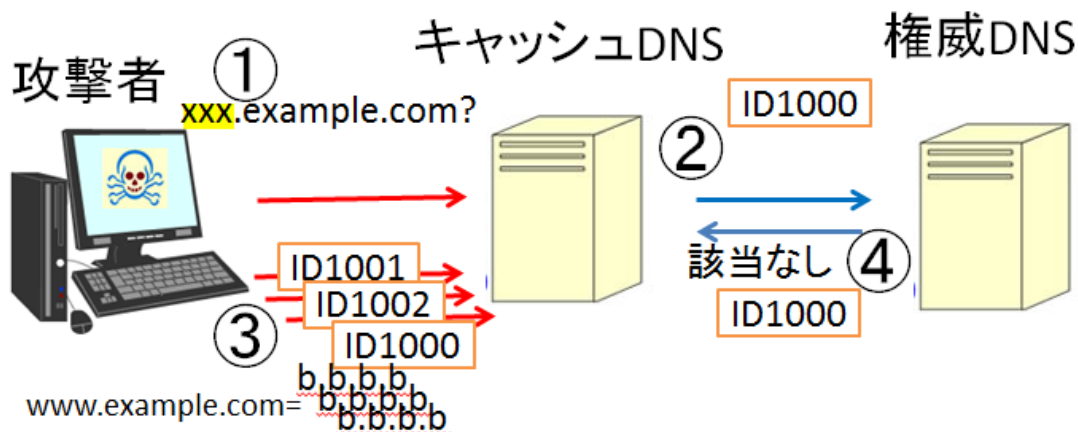 攻撃者
①
xxx.example.com?
キャッシュDNS
権威DNS
②
ID1000
該当なし
④
ID1000
ID1001
ID1002
ID1000
③
www.example.com=
b.b.b.b
b.b.b.b
b.b.b.b